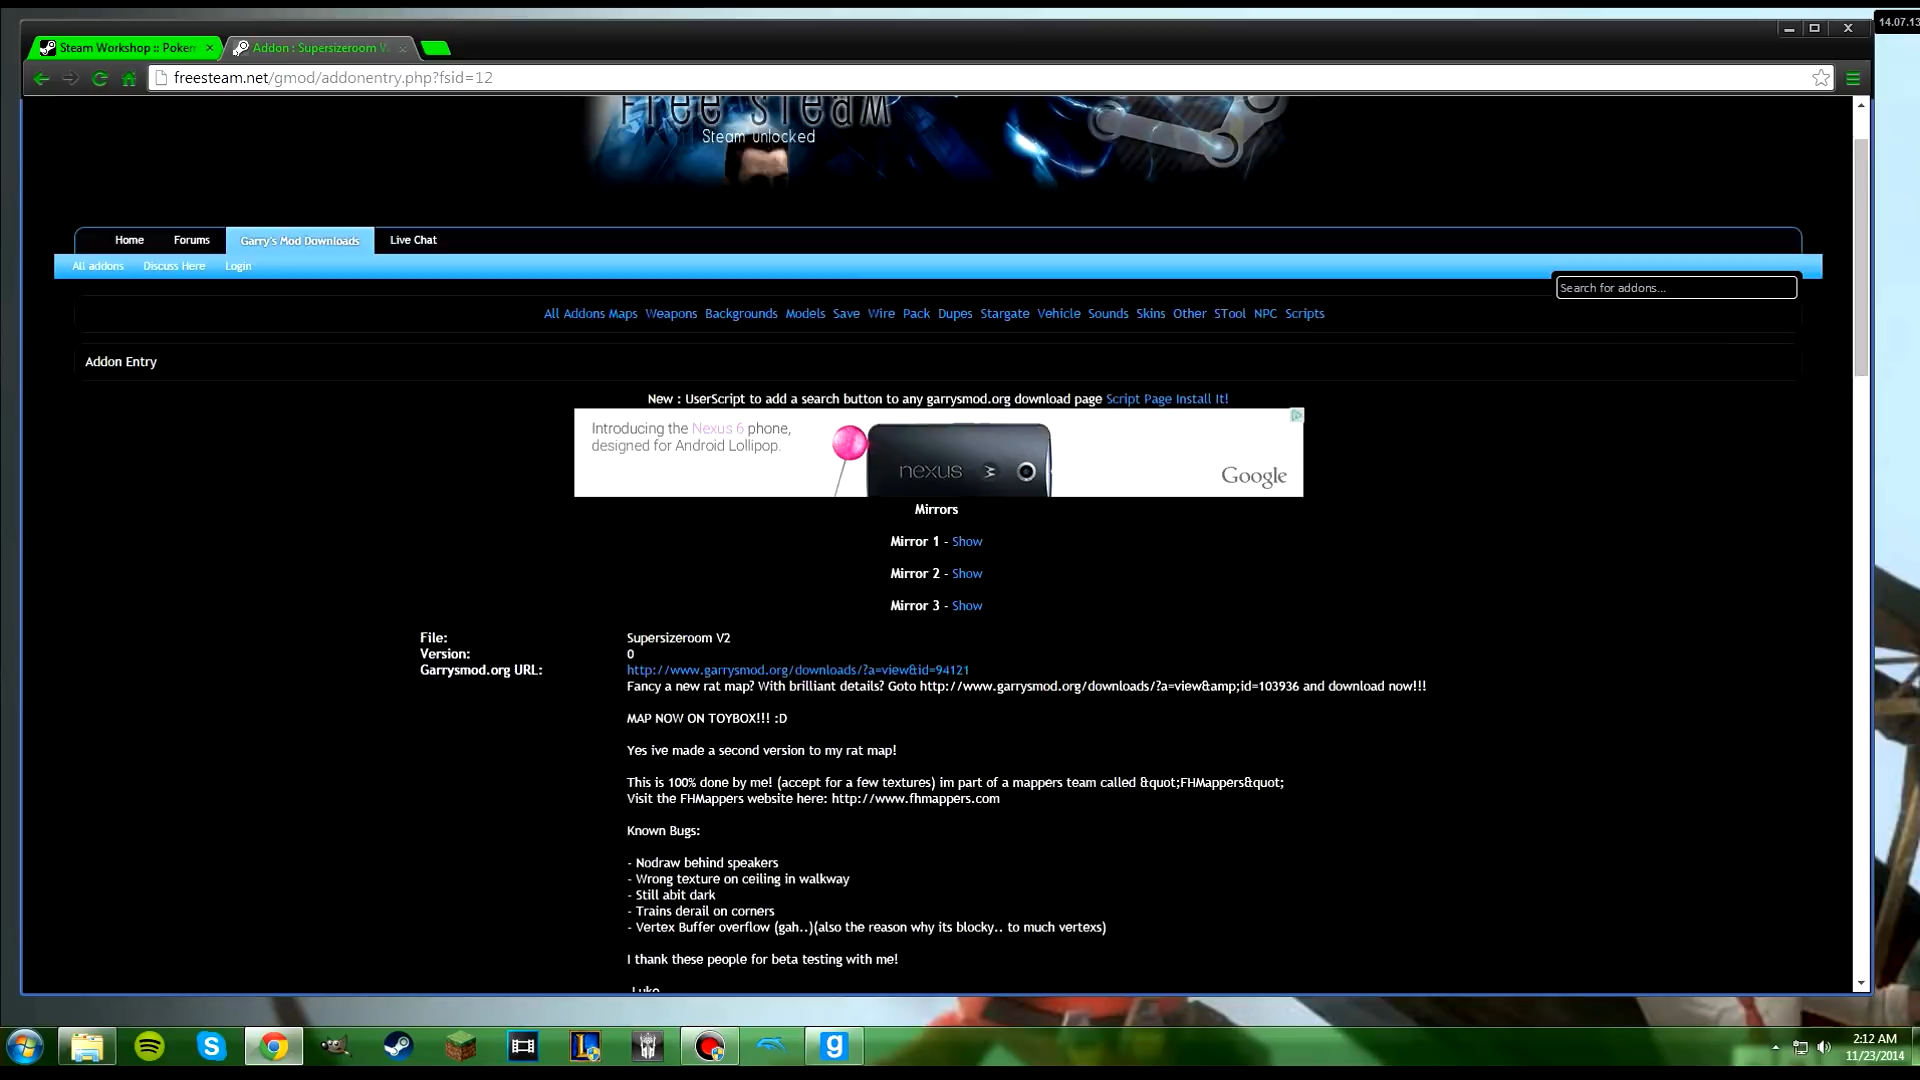 14.07.13
Steam Workshop :: Pokem
Addon : Supersizeroom V
freesteam.net/gmod/addonentry.php?fsid=12
Free Steam
Steam unlocked
Home Forums Garry's Mod Downloads Live Chat
All addons Discuss Here Login
Search for addons...
All Addons Maps Weapons Backgrounds Models Save Wire Pack Dupes Stargate Vehicle Sounds Skins Other STool NPC Scripts
Addon Entry
New : UserScript to add a search button to any garrysmod.org download page Script Page Install It!
Introducing the Nexus 6 phone,
designed for Android Lollipop.
nexus
Google
Mirrors
Mirror 1 - Show
Mirror 2 - Show
Mirror 3 - Show
File: Supersizeroom V2
Version: 0
Garrysmod.org URL: http://www.garrysmod.org/downloads/?a=view&id=94121
Fancy a new rat map? With brilliant details? Goto http://www.garrysmod.org/downloads/?a=view&amp;id=103936 and download now!!!
MAP NOW ON TOYBOX!!! :D
Yes ive made a second version to my rat map!
This is 100% done by me! (accept for a few textures) im part of a mappers team called &quot;FHMappers&quot;
Visit the FHMappers website here: http://www.fhmappers.com
Known Bugs:
- Nodraw behind speakers
- Wrong texture on ceiling in walkway
- Still abit dark
- Trains derail on corners
- Vertex Buffer overflow (gah..)(also the reason why its blocky.. to much vertexs)
I thank these people for beta testing with me!
Luke
2:12 AM
11/23/2014